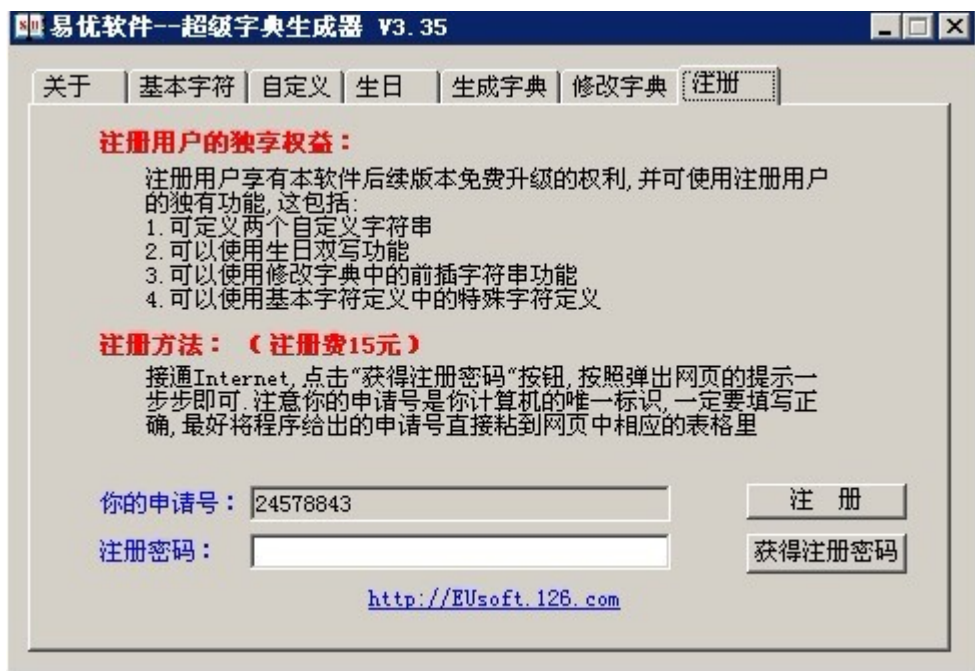 易优软件--超级字典生成器 V3.35
关于 基本字符 自定义 生日 生成字典 修改字典 注册
注册用户的独享权益：
注册用户享有本软件后续版本免费升级的权利,并可使用注册用户
的独有功能,这包括:
1.可定义两个自定义字符串
2.可以使用生日双写功能
3.可以使用修改字典中的前插字符串功能
4.可以使用基本字符定义中的特殊字符定义
注册方法：（注册费15元）
接通Internet,点击“获得注册密码“按钮,按照弹出网页的提示一
步步即可.注意你的申请号是你计算机的唯一标识,一定要填写正
确,最好将程序给出的申请号直接粘到网页中相应的表格里
你的申请号： 24578843 注 册
注册密码： 获得注册密码
http://EUsoft.126.com